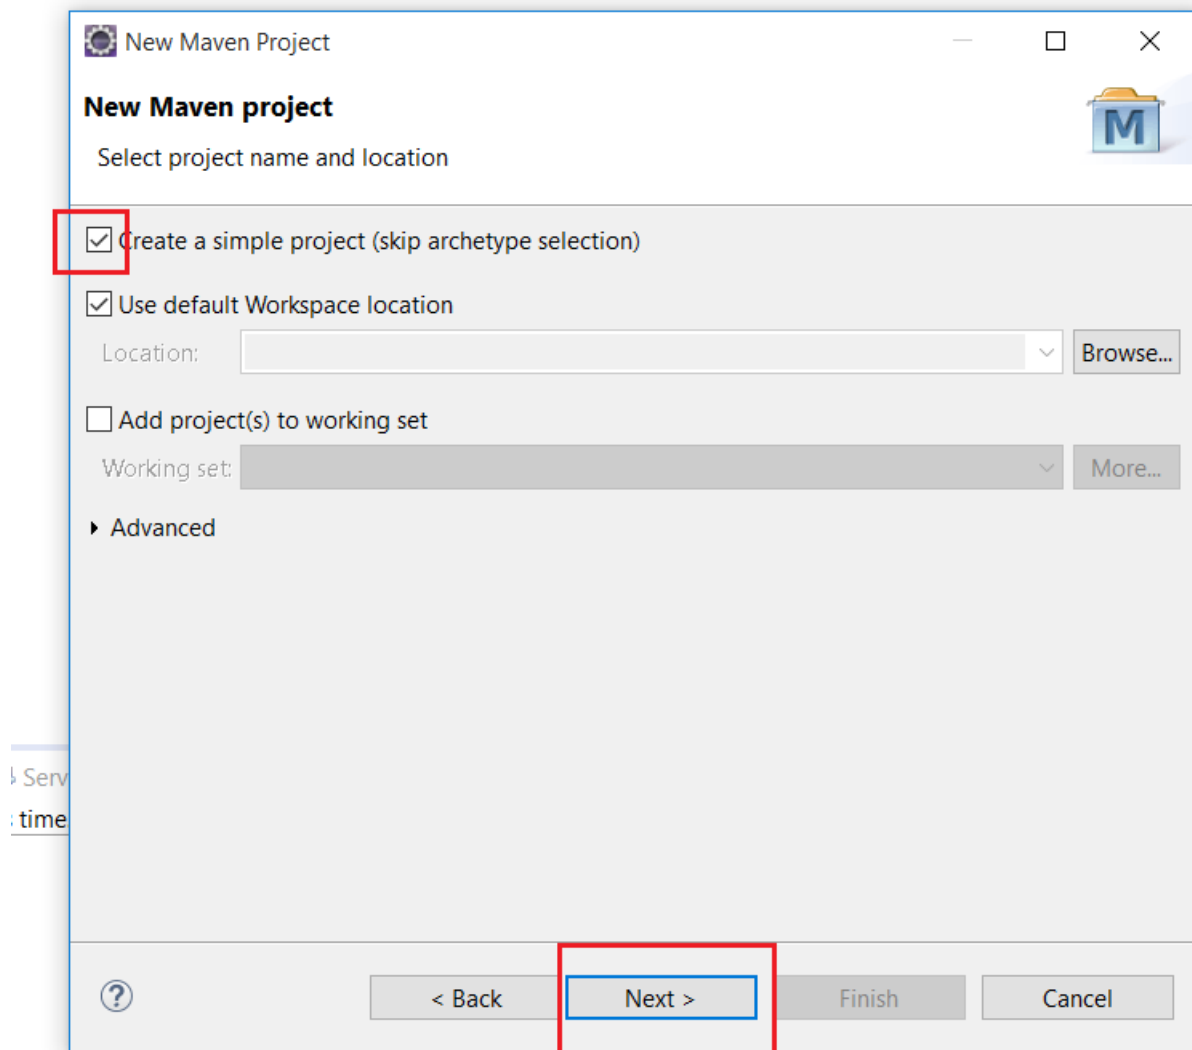 New Maven Project
New Maven project
M
Select project name and location
Create a simple project (skip archetype selection)
Use default Workspace location
Location:
Browse...
Add project(s) to working set
Working set:
More...
Advanced
Serv
time
?
< Back
Next >
Finish
Cancel